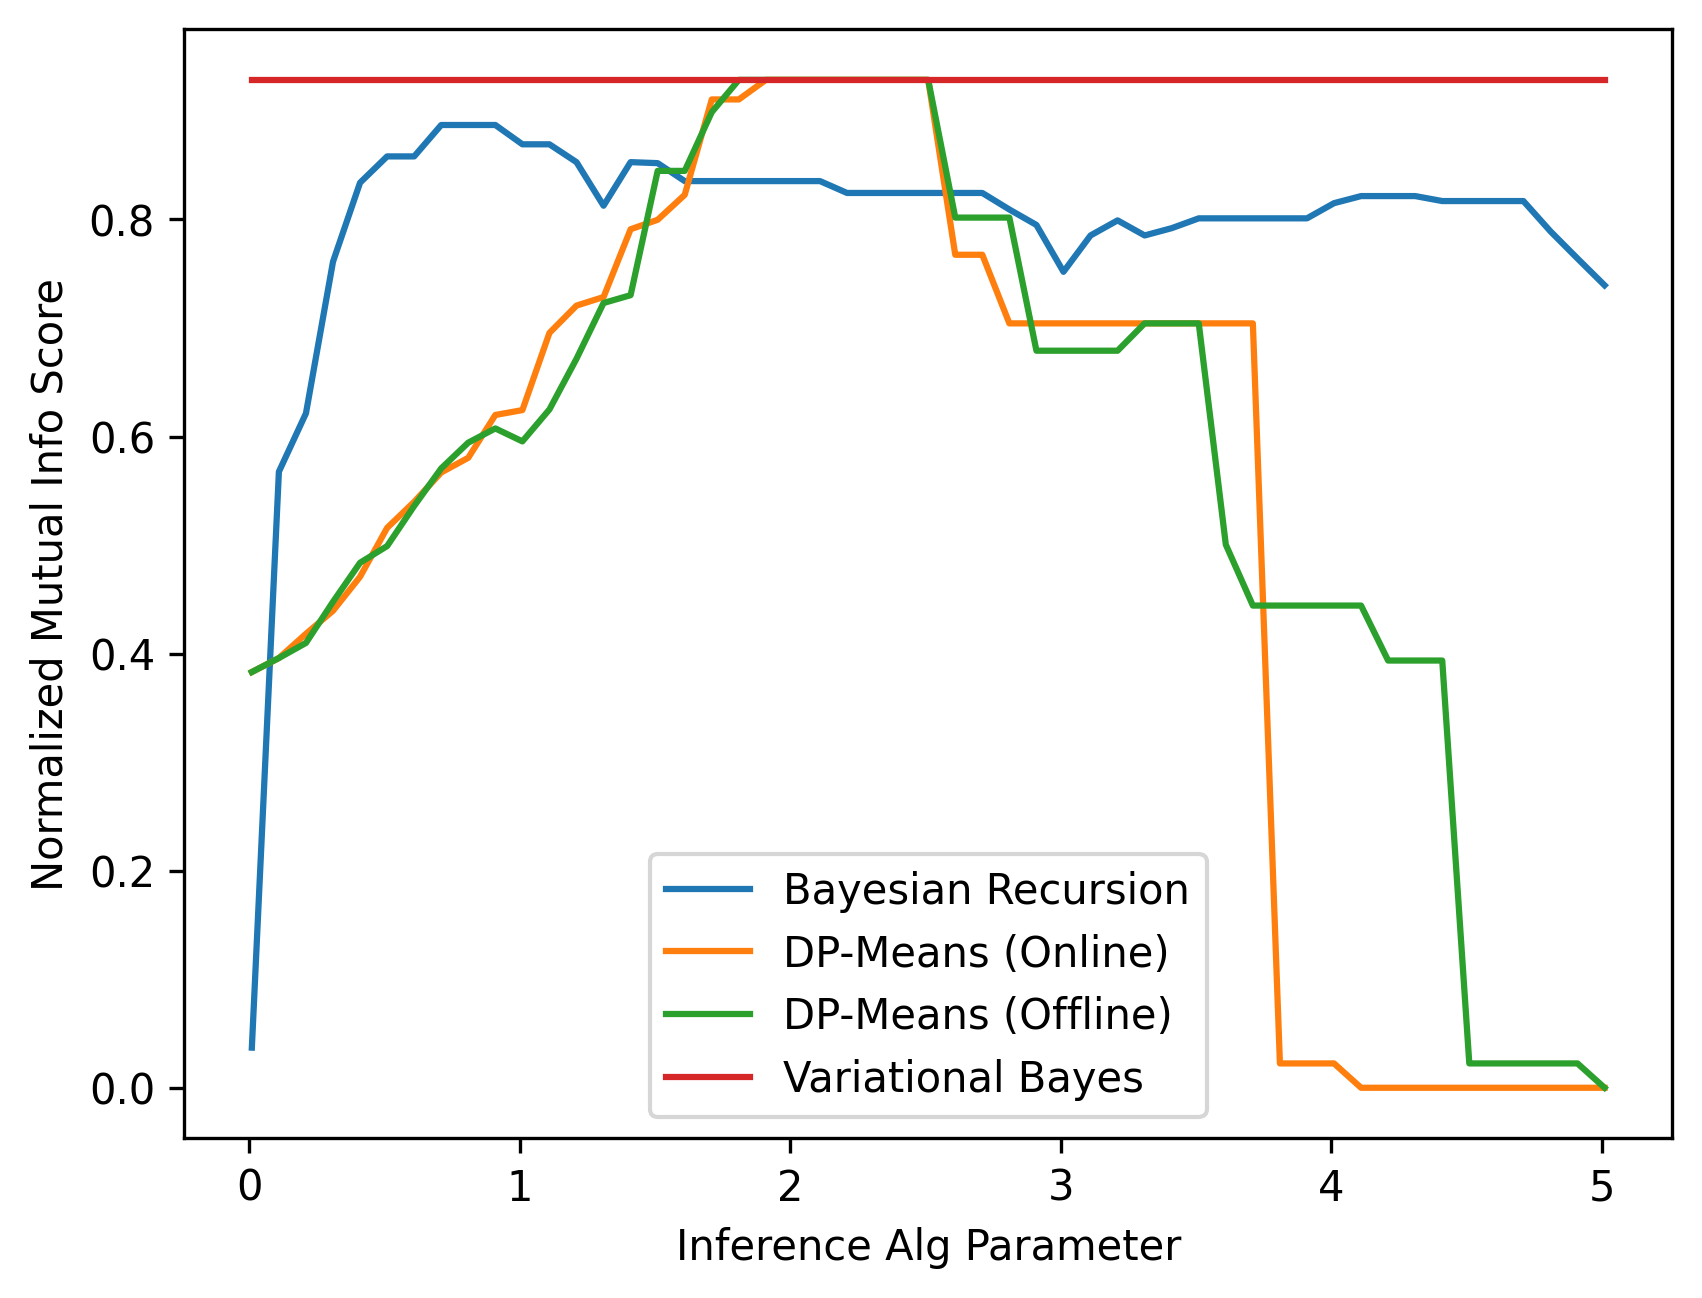 Normalized Mutual Info Score
0.8
0.6
0.4
0.2
0.0
Bayesian Recursion
DP-Means (Online)
DP-Means (Offline)
Variational Bayes
0 1 2 3 4 5
Inference Alg Parameter